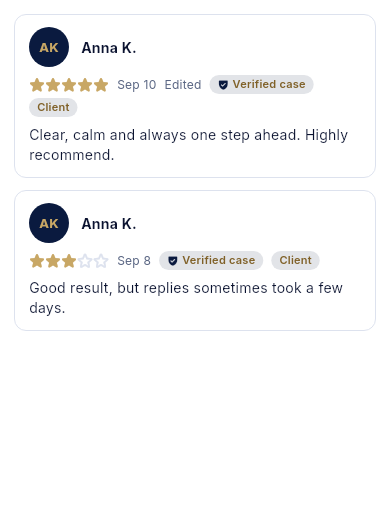 AK Anna K.
Sep 10 Edited Verified case
Client
Clear, calm and always one step ahead. Highly
recommend.
AK Anna K.
Sep 8 Verified case Client
Good result, but replies sometimes took a few
days.